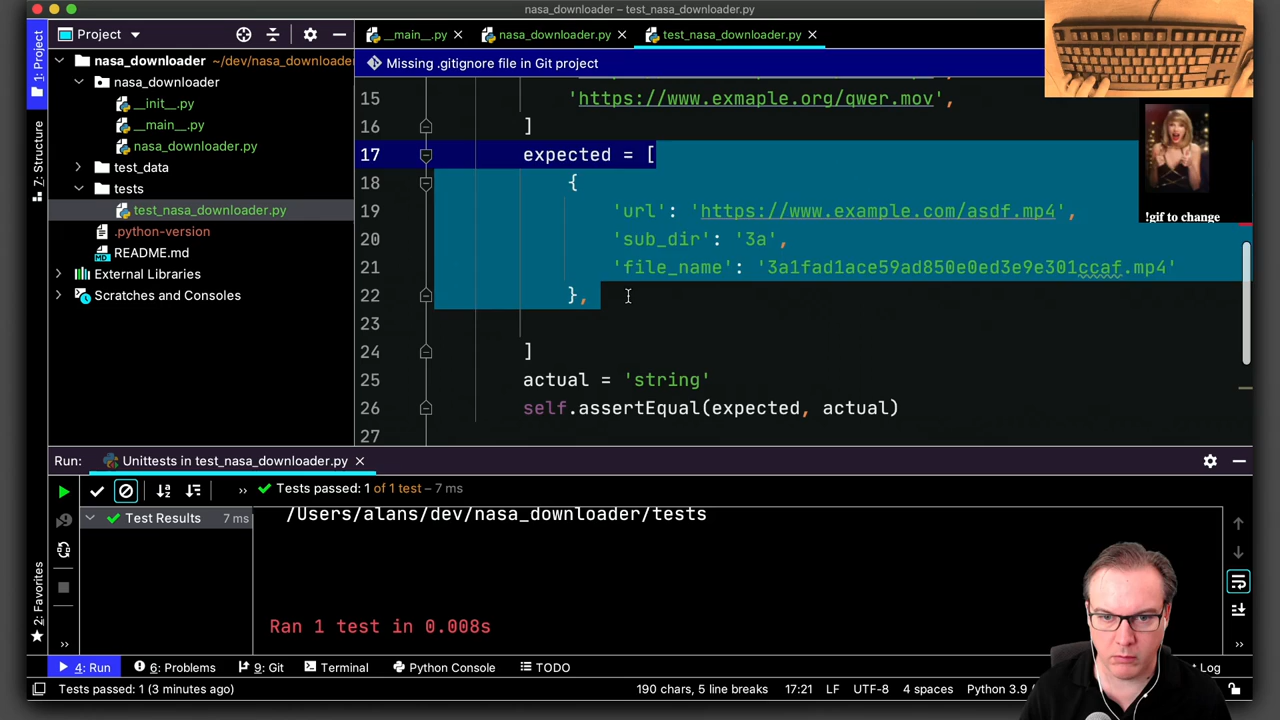 nasa_downloader – test_nasa_downloader.py
Project
__main__.py
nasa_downloader.py
test_nasa_downloader.py
1: Project
7: Structure
2: Favorites
nasa_downloader ~/dev/nasa_downloader
nasa_downloader
__init__.py
__main__.py
nasa_downloader.py
test_data
tests
test_nasa_downloader.py
.python-version
README.md
External Libraries
Scratches and Consoles
Missing .gitignore file in Git project
15 'https://www.exmaple.org/qwer.mov',
16 ]
17 expected = [
18 {
19 'url': 'https://www.example.com/asdf.mp4',
20 'sub_dir': '3a',
21 'file_name': '3a1fad1ace59ad850e0ed3e9e301ccaf.mp4'
22 },
23
24 ]
25 actual = 'string'
26 self.assertEqual(expected, actual)
27
!gif to change
Run: Unittests in test_nasa_downloader.py
» Tests passed: 1 of 1 test – 7 ms
Test Results 7 ms
/Users/alans/dev/nasa_downloader/tests
Ran 1 test in 0.008s
4: Run 6: Problems 9: Git Terminal Python Console TODO Log
Tests passed: 1 (3 minutes ago) 190 chars, 5 line breaks 17:21 LF UTF-8 4 spaces Python 3.9